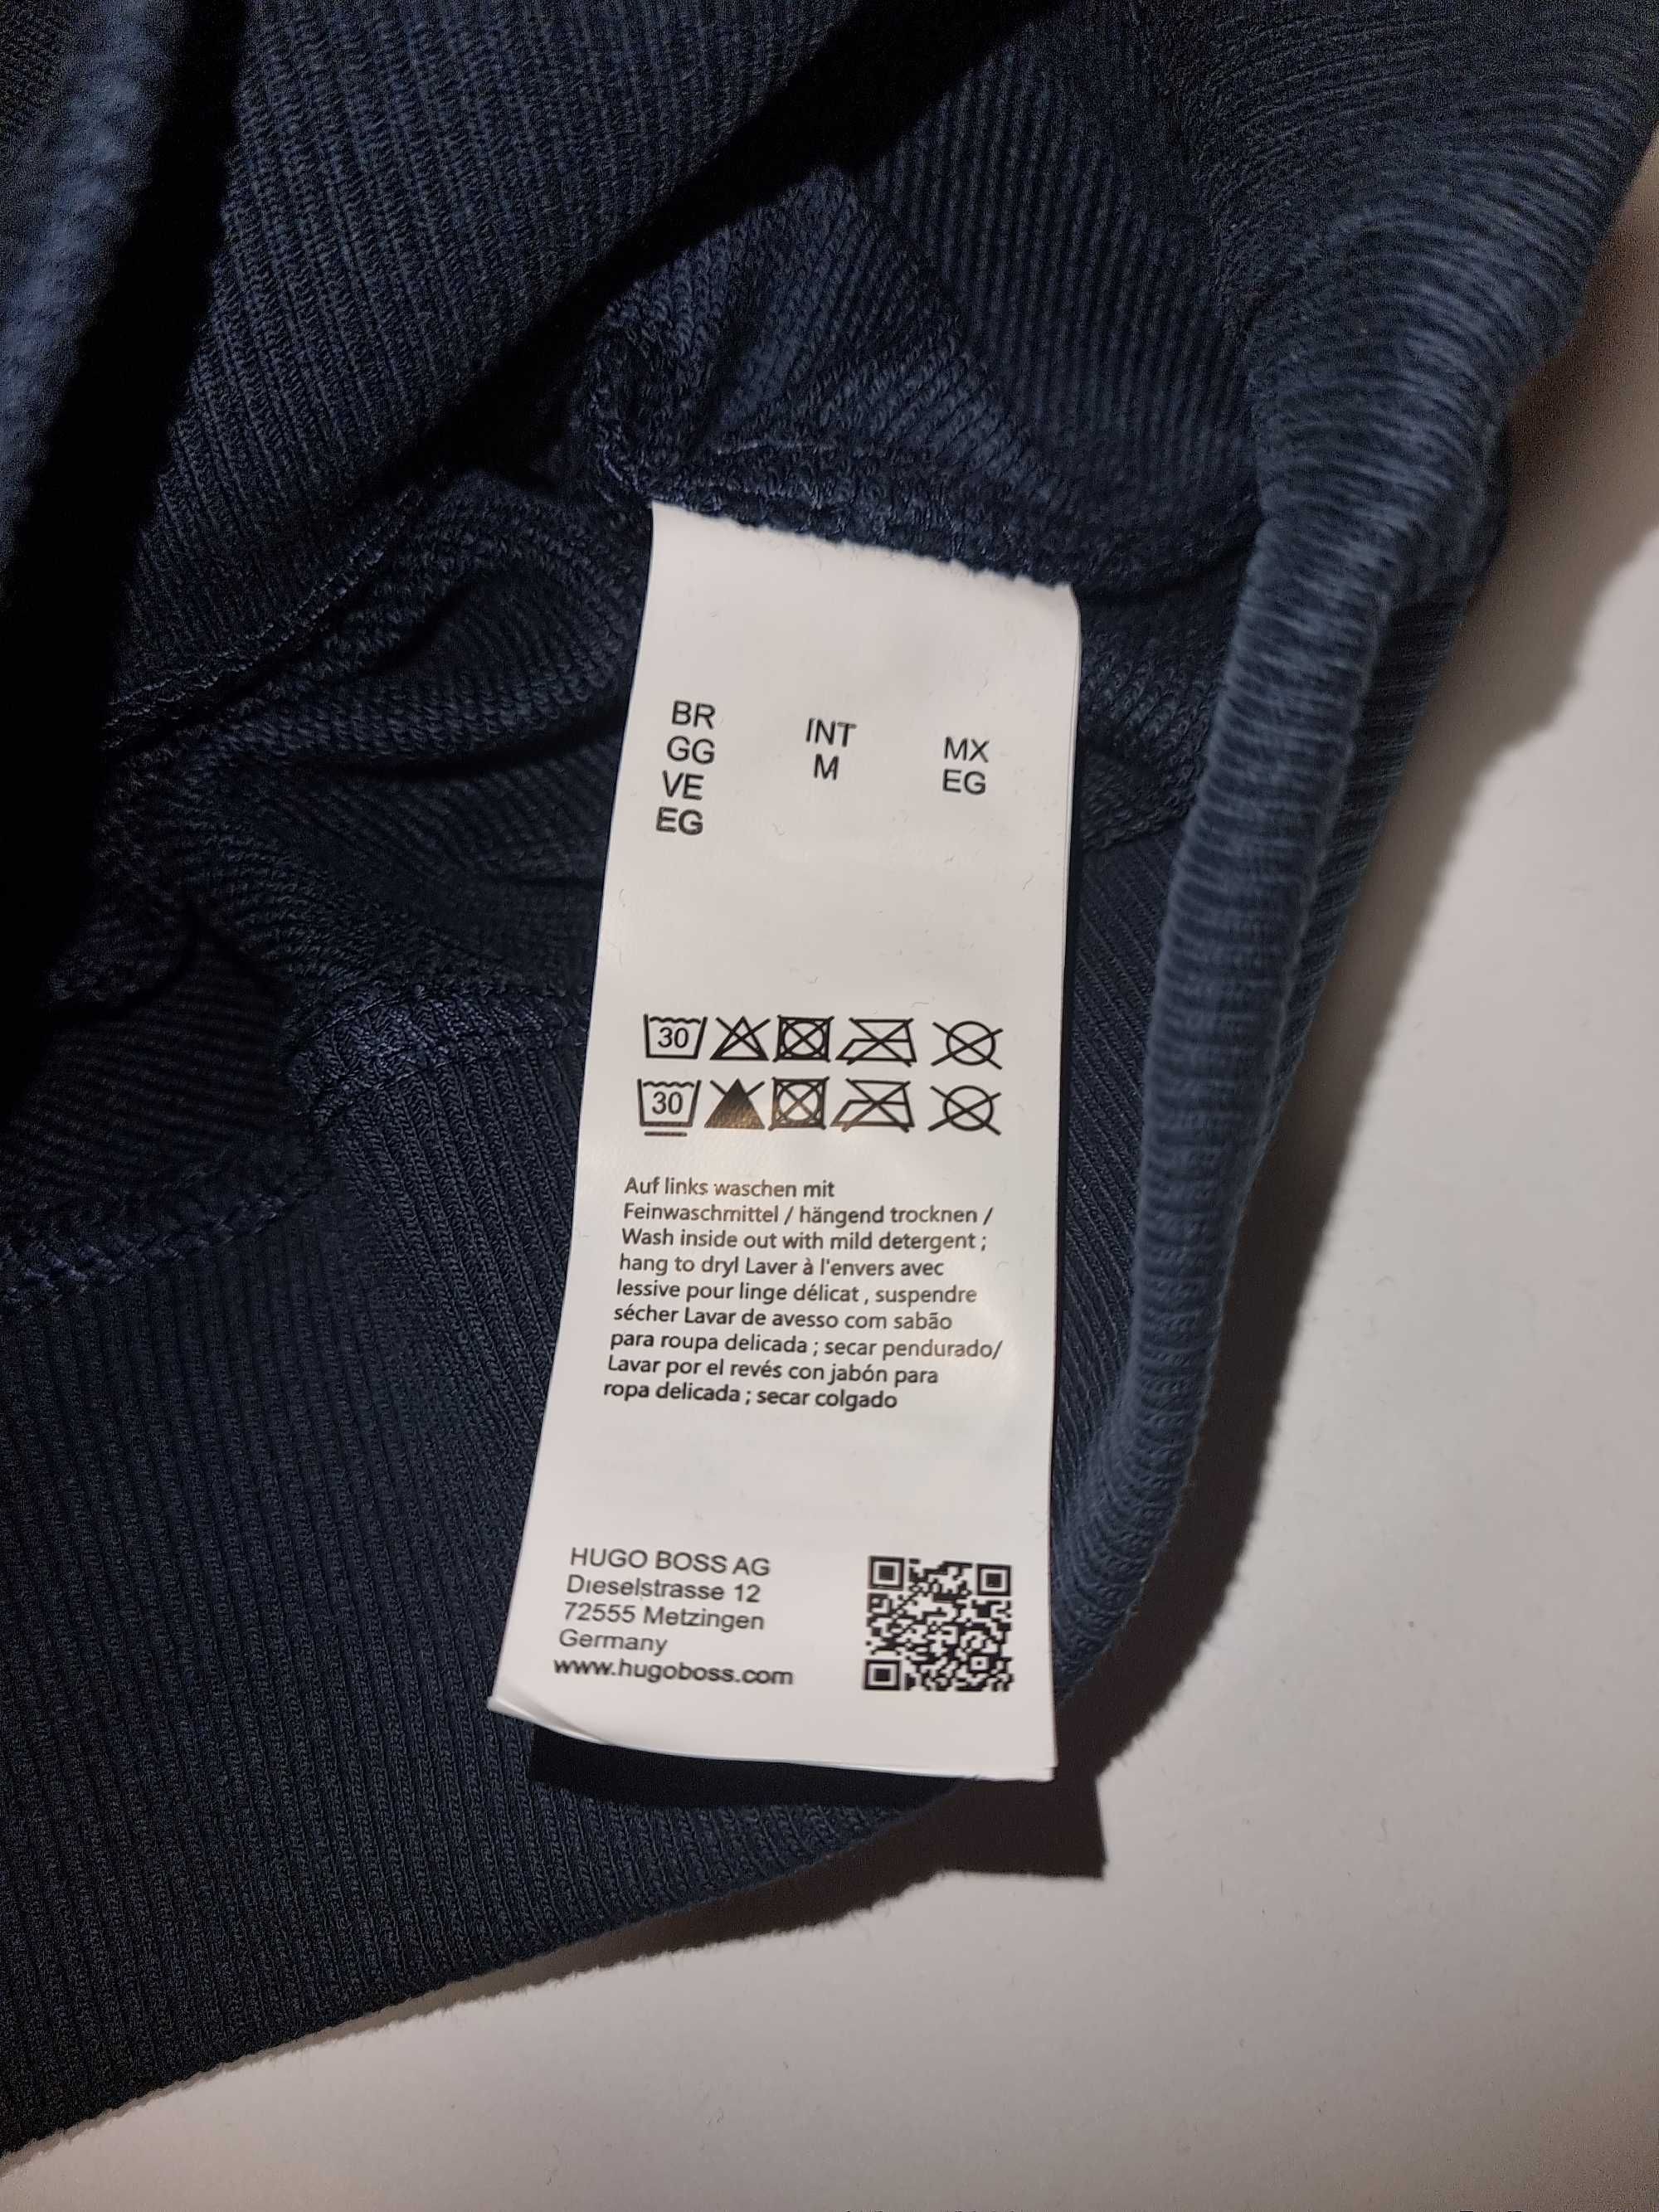 BR INT MX
GG M EG
VE
EG
30
30
Auf links waschen mit
Feinwaschmittel / hängend trocknen /
Wash inside out with mild detergent ;
hang to dryl Laver à l'envers avec
lessive pour linge délicat , suspendre
sécher Lavar de avesso com sabão
para roupa delicada ; secar pendurado/
Lavar por el revés con jabón para
ropa delicada ; secar colgado
HUGO BOSS AG
Dıeselstrasse 12
72555 Metzingen
Germany
www.hugoboss.com